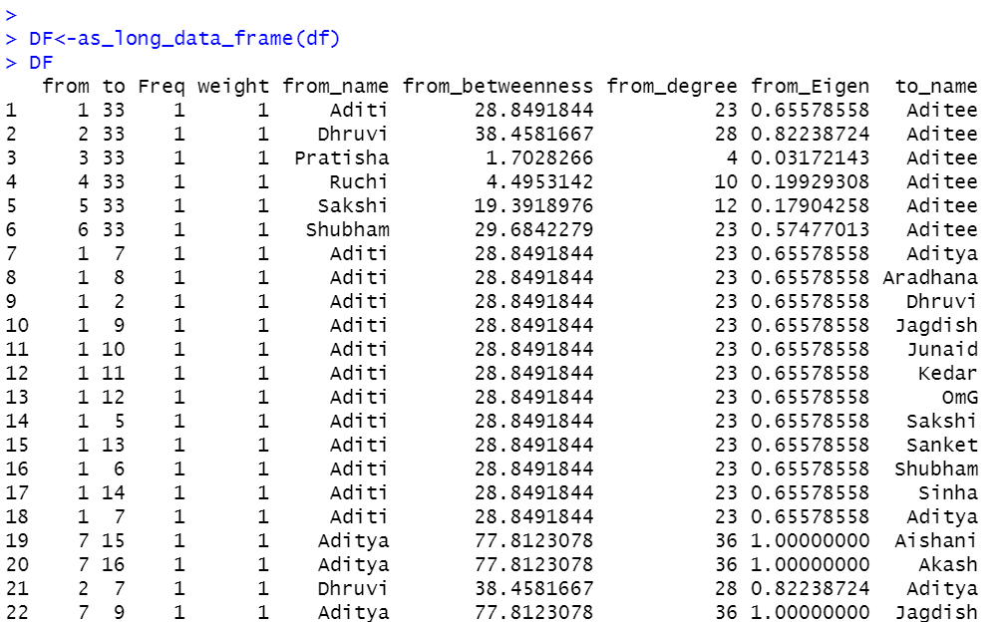 >
> DF<-as_long_data_frame(df)
> DF
   from to Freq weight from_name from_betweenness from_degree from_Eigen to_name
1     1 33    1      1     Aditi       28.8491844          23 0.65578558   Aditee
2     2 33    1      1    Dhruvi       38.4581667          28 0.82238724   Aditee
3     3 33    1      1  Pratisha        1.7028266           4 0.03172143   Aditee
4     4 33    1      1     Ruchi        4.4953142          10 0.19929308   Aditee
5     5 33    1      1    Sakshi       19.3918976          12 0.17904258   Aditee
6     6 33    1      1   Shubham       29.6842279          23 0.57477013   Aditee
7     1  7    1      1     Aditi       28.8491844          23 0.65578558   Aditya
8     1  8    1      1     Aditi       28.8491844          23 0.65578558 Aradhana
9     1  2    1      1     Aditi       28.8491844          23 0.65578558   Dhruvi
10    1  9    1      1     Aditi       28.8491844          23 0.65578558  Jagdish
11    1 10    1      1     Aditi       28.8491844          23 0.65578558   Junaid
12    1 11    1      1     Aditi       28.8491844          23 0.65578558    Kedar
13    1 12    1      1     Aditi       28.8491844          23 0.65578558      OmG
14    1  5    1      1     Aditi       28.8491844          23 0.65578558   Sakshi
15    1 13    1      1     Aditi       28.8491844          23 0.65578558   Sanket
16    1  6    1      1     Aditi       28.8491844          23 0.65578558  Shubham
17    1 14    1      1     Aditi       28.8491844          23 0.65578558    Sinha
18    1  7    1      1     Aditi       28.8491844          23 0.65578558   Aditya
19    7 15    1      1    Aditya       77.8123078          36 1.00000000  Aishani
20    7 16    1      1    Aditya       77.8123078          36 1.00000000    Akash
21    2  7    1      1    Dhruvi       38.4581667          28 0.82238724   Aditya
22    7  9    1      1    Aditya       77.8123078          36 1.00000000  Jagdish